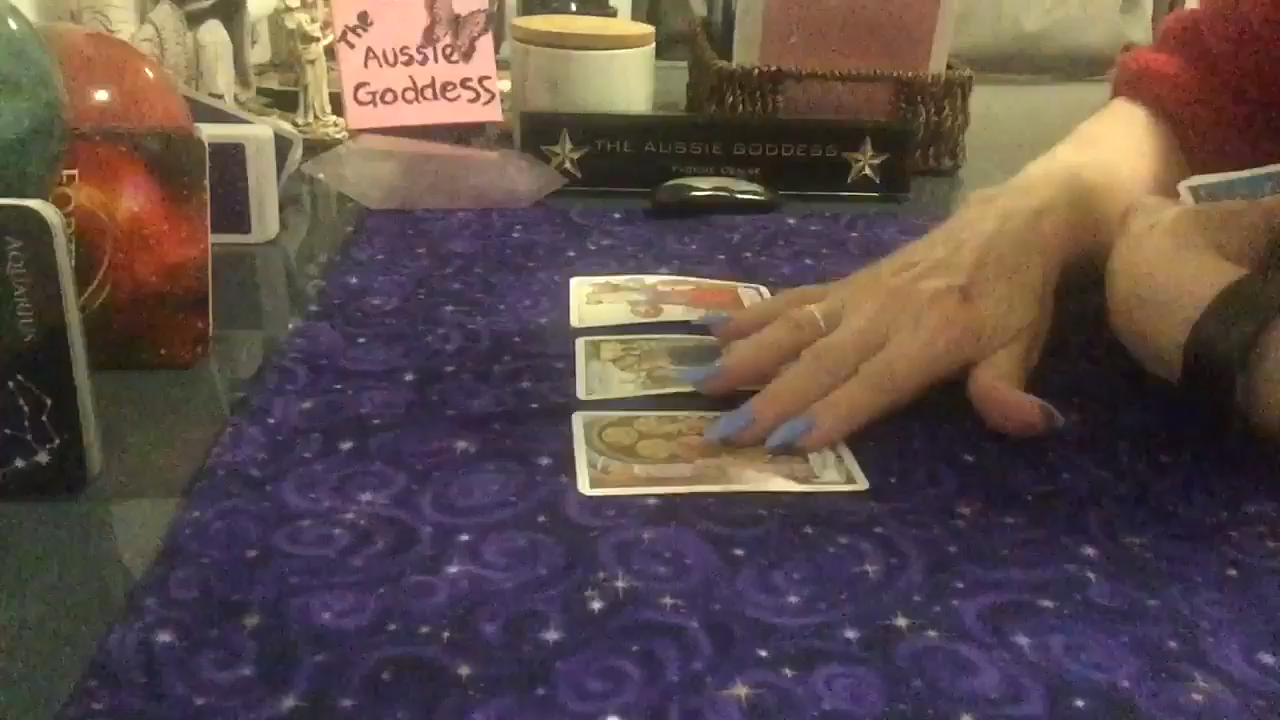 The
Aussie
Goddess
THE AUSSIE GODDESS
AQUARIUS